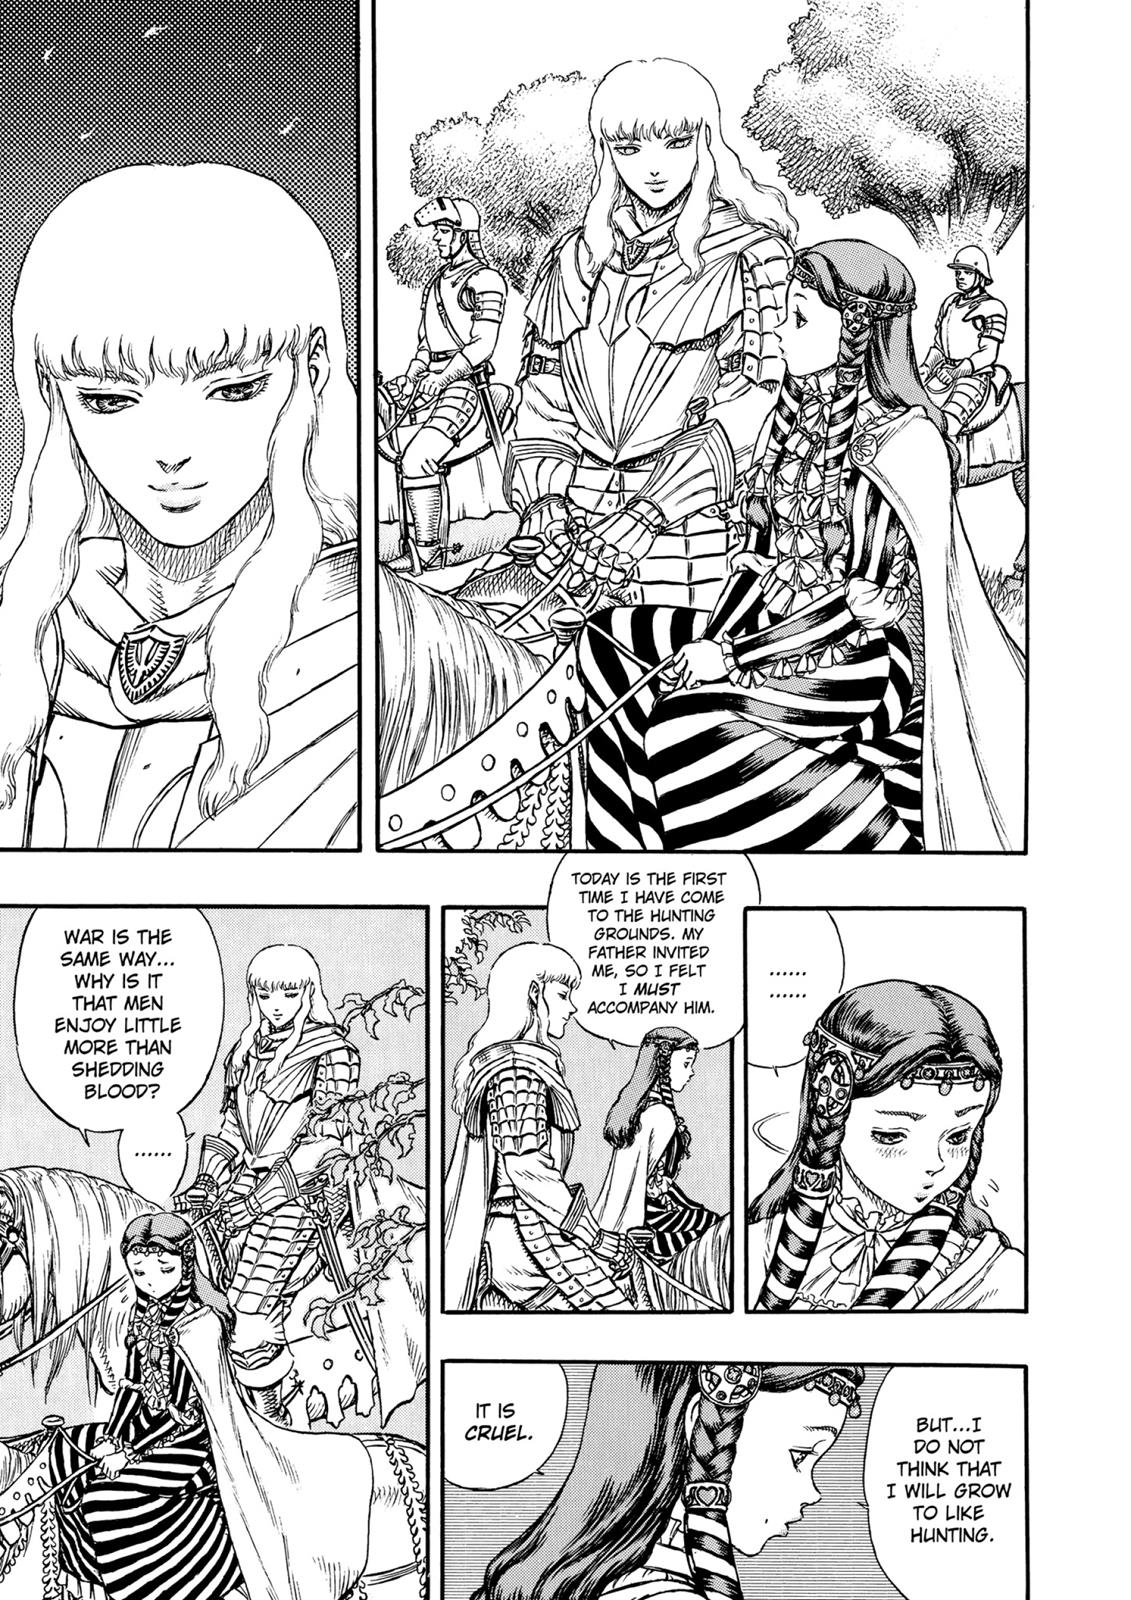 ......
......
TODAY IS THE FIRST
TIME I HAVE COME
TO THE HUNTING
GROUNDS. MY
FATHER INVITED
ME, SO I FELT
I MUST
ACCOMPANY HIM.
BUT...I
DO NOT
THINK THAT
I WILL GROW
TO LIKE
HUNTING.
IT IS
CRUEL.
WAR IS THE
SAME WAY...
WHY IS IT
THAT MEN
ENJOY LITTLE
MORE THAN
SHEDDING
BLOOD?
......